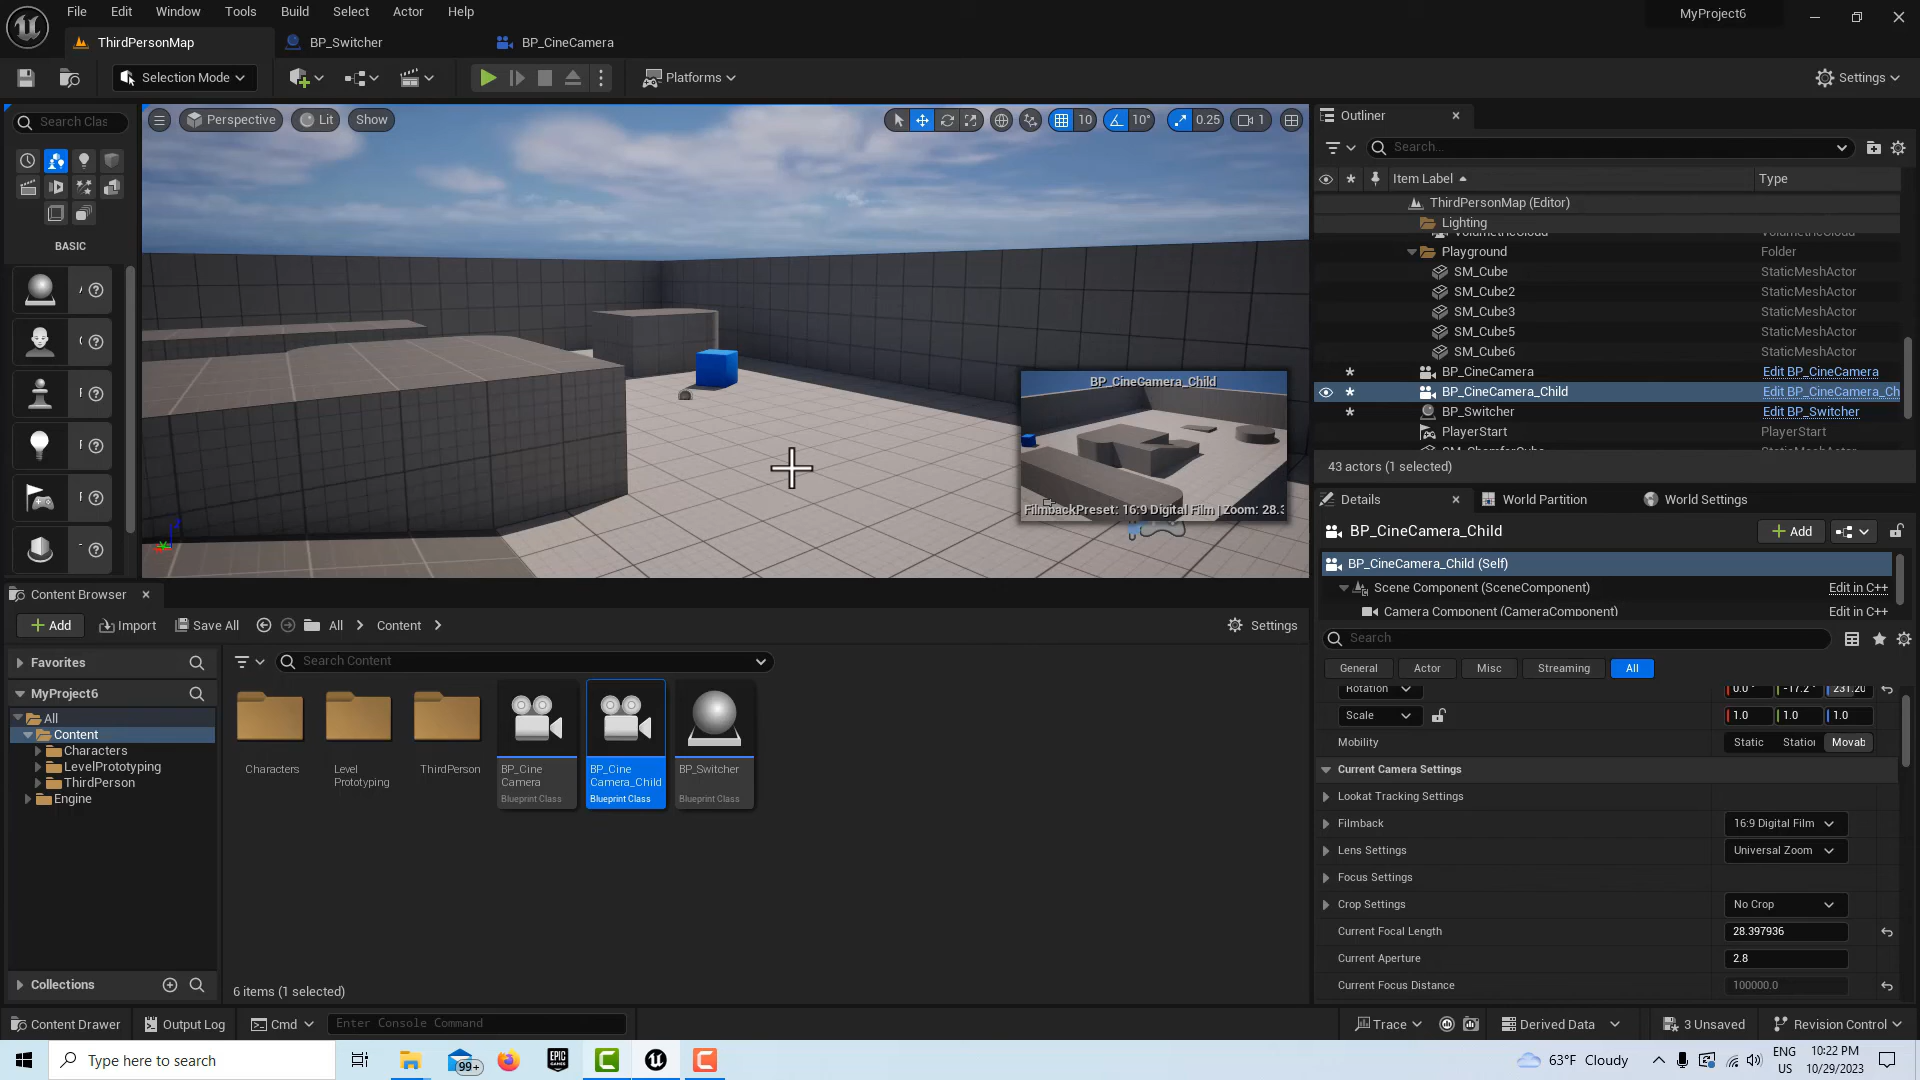 File Edit Window Tools Build Select Actor Help
MyProject6
ThirdPersonMap BP_Switcher BP_CineCamera
Selection Mode Platforms Settings
Search Clas
Perspective Lit Show 10 10° 0.25 1
BASIC
BP_CineCamera_Child
FilmbackPreset: 16:9 Digital Film | Zoom: 28.3
Outliner
Search...
Item Label Type
ThirdPersonMap (Editor)
Lighting
Playground Folder
SM_Cube StaticMeshActor
SM_Cube2 StaticMeshActor
SM_Cube3 StaticMeshActor
SM_Cube5 StaticMeshActor
SM_Cube6 StaticMeshActor
BP_CineCamera Edit BP_CineCamera
BP_CineCamera_Child Edit BP_CineCamera_Ch
BP_Switcher Edit BP_Switcher
PlayerStart PlayerStart
43 actors (1 selected)
Details World Partition World Settings
BP_CineCamera_Child Add
BP_CineCamera_Child (Self)
Scene Component (SceneComponent) Edit in C++
Camera Component (CameraComponent) Edit in C++
Search
General Actor Misc Streaming All
Rotation 0.0° -17.2° 231.20
Scale 1.0 1.0 1.0
Mobility Static Station Movab
Current Camera Settings
Lookat Tracking Settings
Filmback 16:9 Digital Film
Lens Settings Universal Zoom
Focus Settings
Crop Settings No Crop
Current Focal Length 28.397936
Current Aperture 2.8
Current Focus Distance 100000.0
Content Browser
Add Import Save All All Content Settings
Favorites
Search Content
MyProject6
All
Content
Characters
LevelPrototyping
ThirdPerson
Engine
Collections
Characters
Level
Prototyping
ThirdPerson
BP_Cine
Camera
Blueprint Class
BP_Cine
Camera_Child
Blueprint Class
BP_Switcher
Blueprint Class
6 items (1 selected)
Content Drawer Output Log Cmd Enter Console Command Trace Derived Data 3 Unsaved Revision Control
Type here to search
99+
63°F Cloudy
ENG
US
10:22 PM
10/29/2023